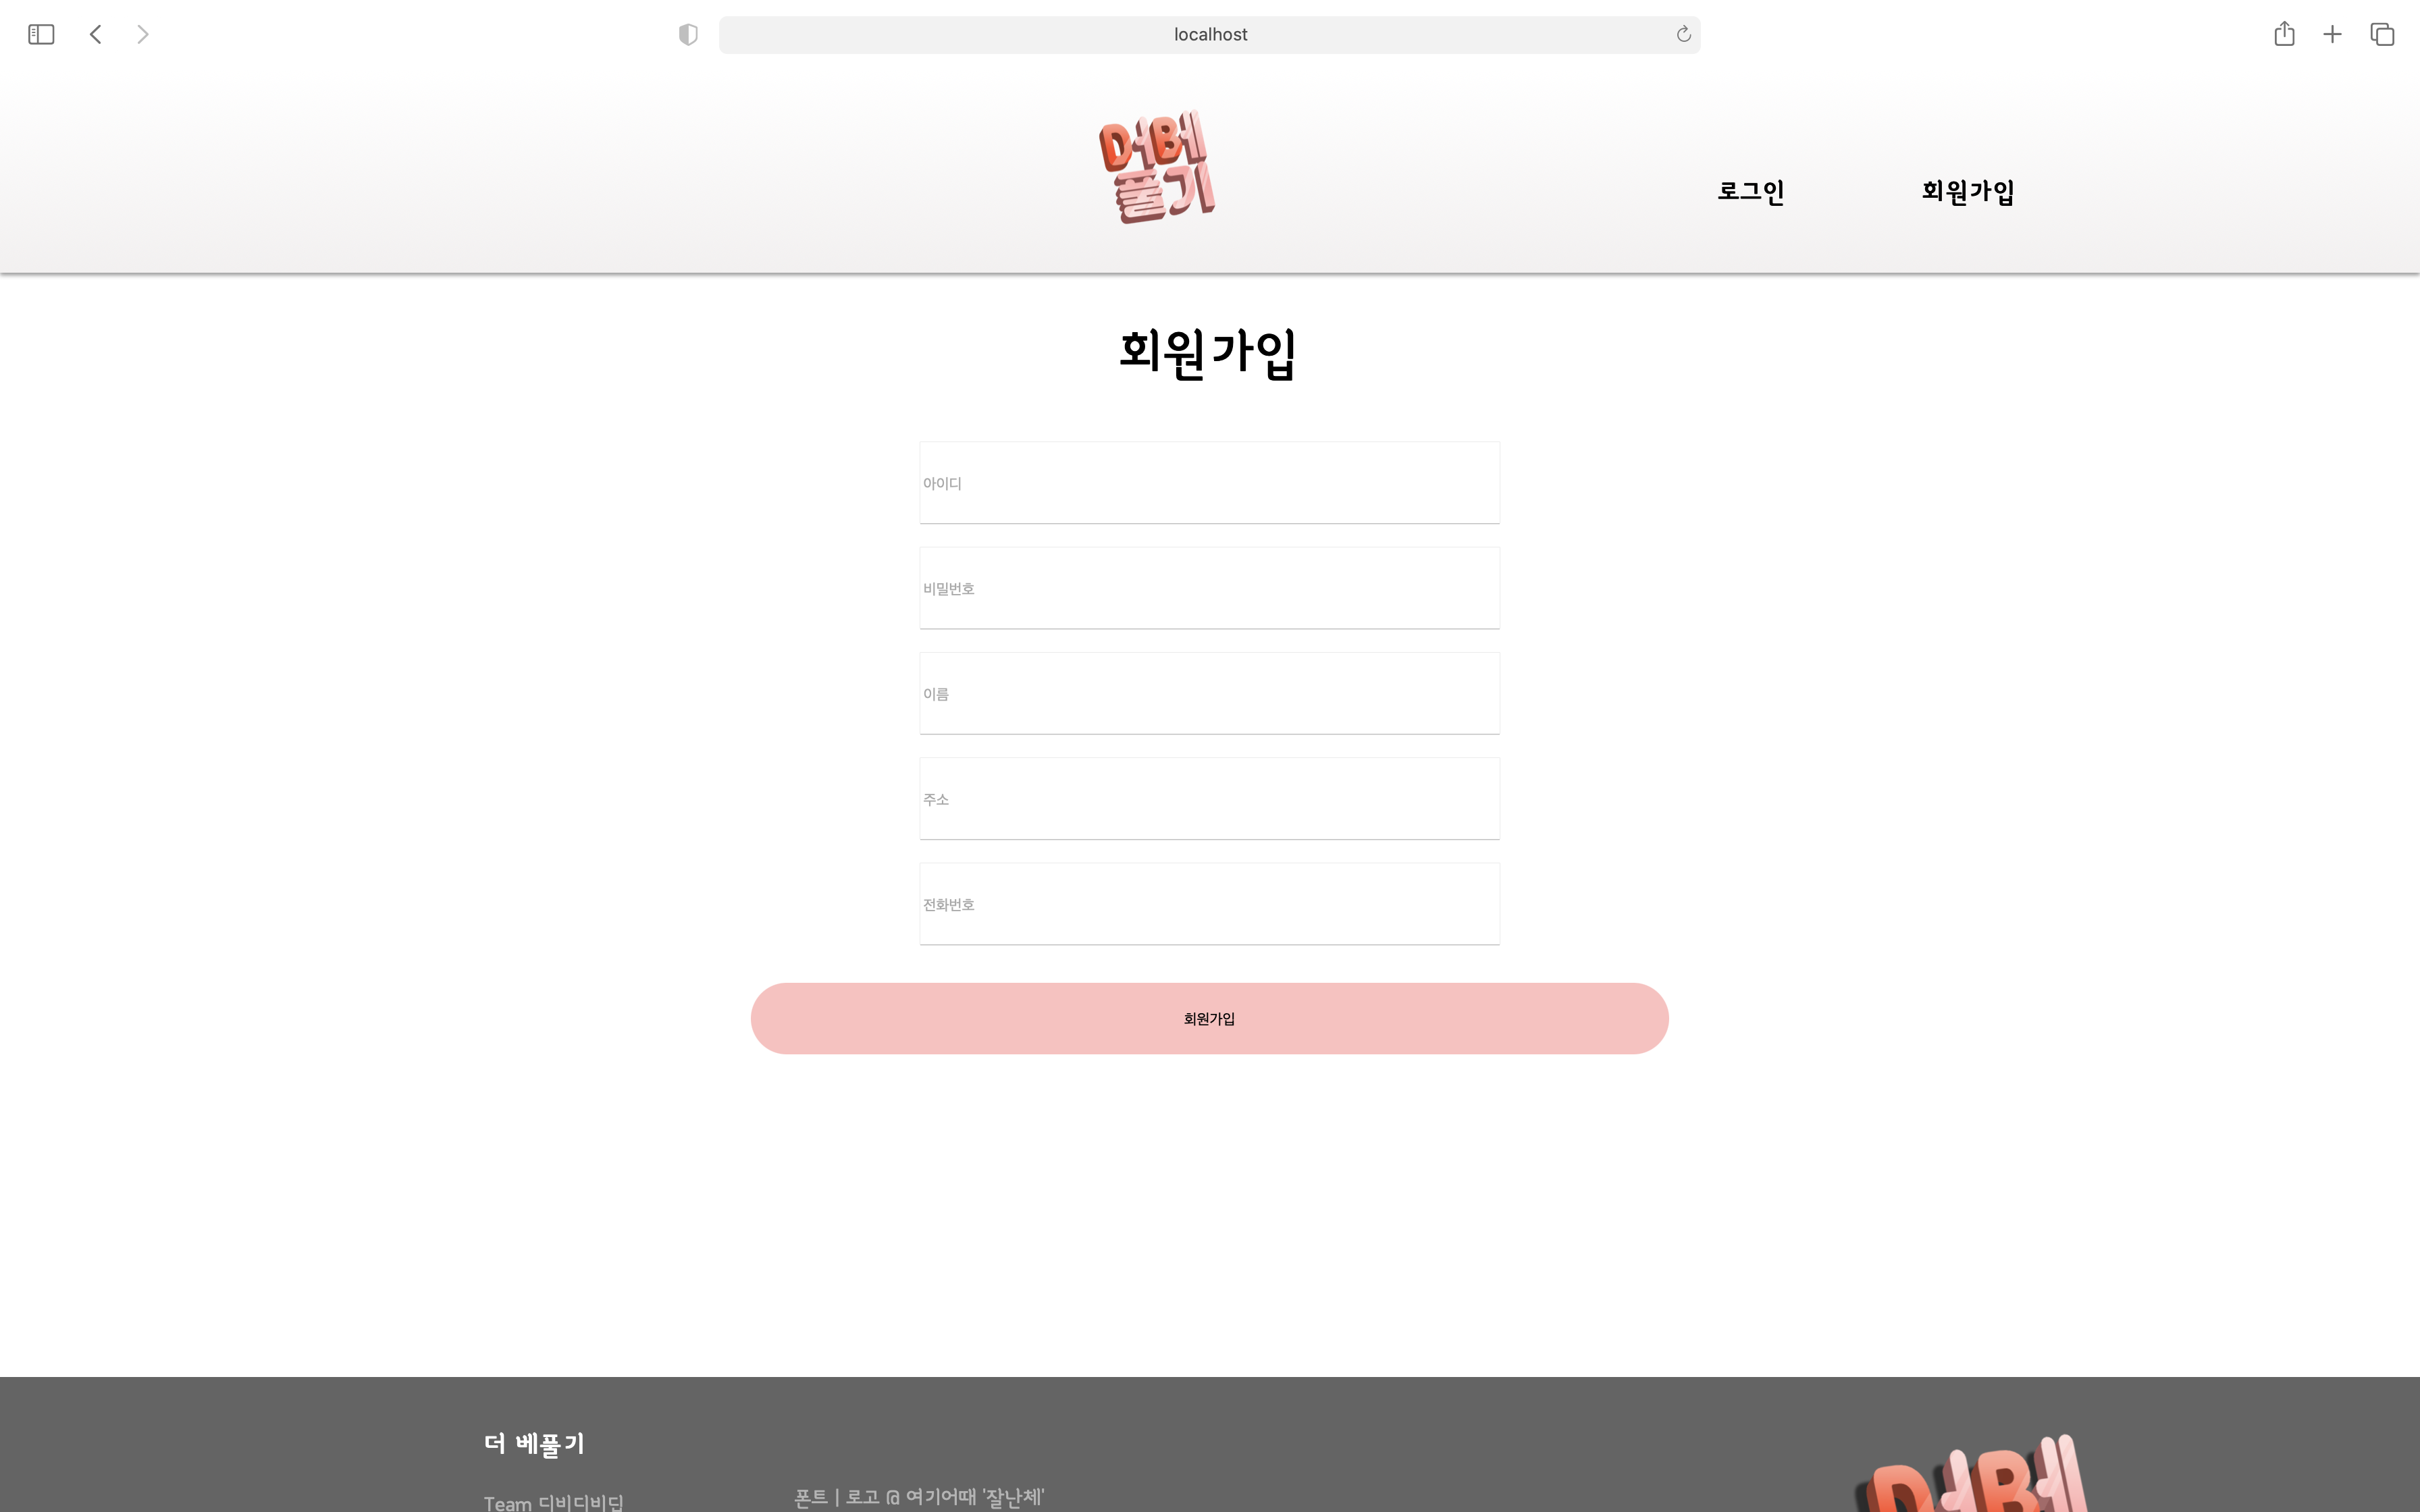 localhost
더베
풀기
로그인
회원가입
회원가입
아이디
비밀번호
이름
주소
전화번호
회원가입
더 베풀기
Team 디비디비딥
폰트 | 로고 @ 여기어때 '잘난체'
더베